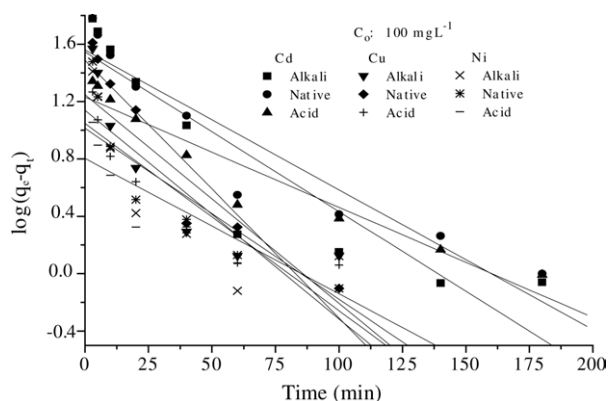 C₀: 100 mgL⁻¹
Cd Cu Ni
Alkali Alkali Alkali
Native Native Native
Acid Acid Acid
log(qₑ-qₜ)
1.6
1.2
0.8
0.4
0.0
-0.4
0 25 50 75 100 125 150 175 200
Time (min)